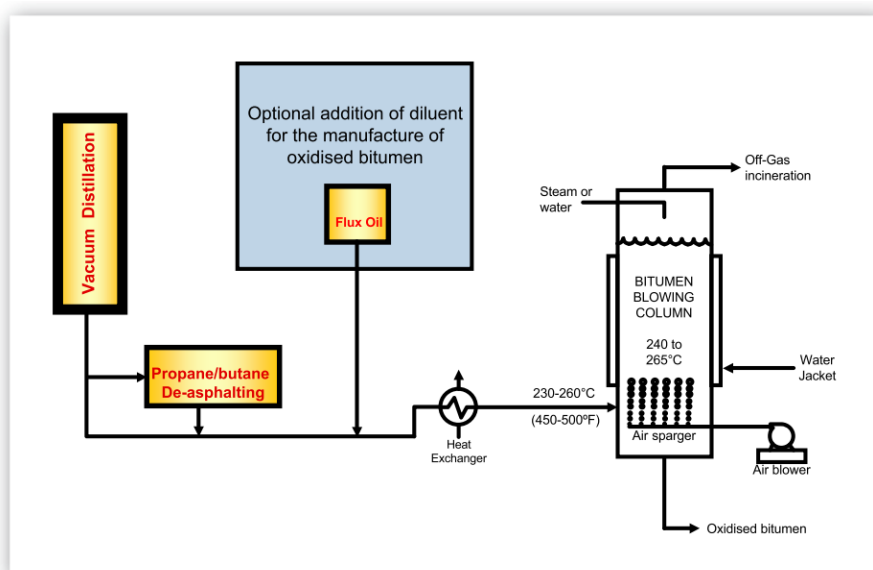 Vacuum Distillation
Optional addition of diluent
for the manufacture of
oxidised bitumen
Flux Oil
Propane/butane
De-asphalting
Heat
Exchanger
230-260°C
(450-500ºF)
Steam or
water
Off-Gas
incineration
BITUMEN
BLOWING
COLUMN
240 to
265°C
Water
Jacket
Air sparger
Air blower
Oxidised bitumen